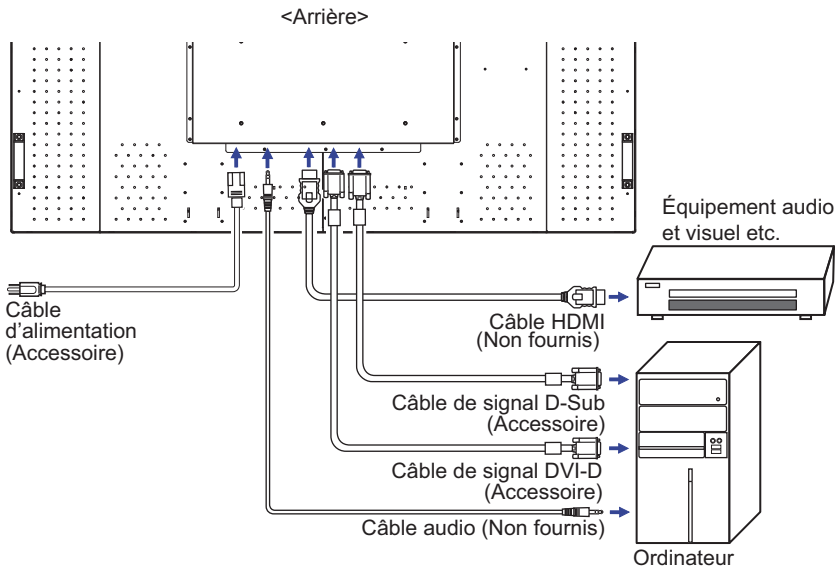 <Arrière>
Équipement audio
et visuel etc.
Câble
d'alimentation
(Accessoire)
Câble HDMI
(Non fournis)
Câble de signal D-Sub
(Accessoire)
Câble de signal DVI-D
(Accessoire)
Câble audio (Non fournis)
Ordinateur